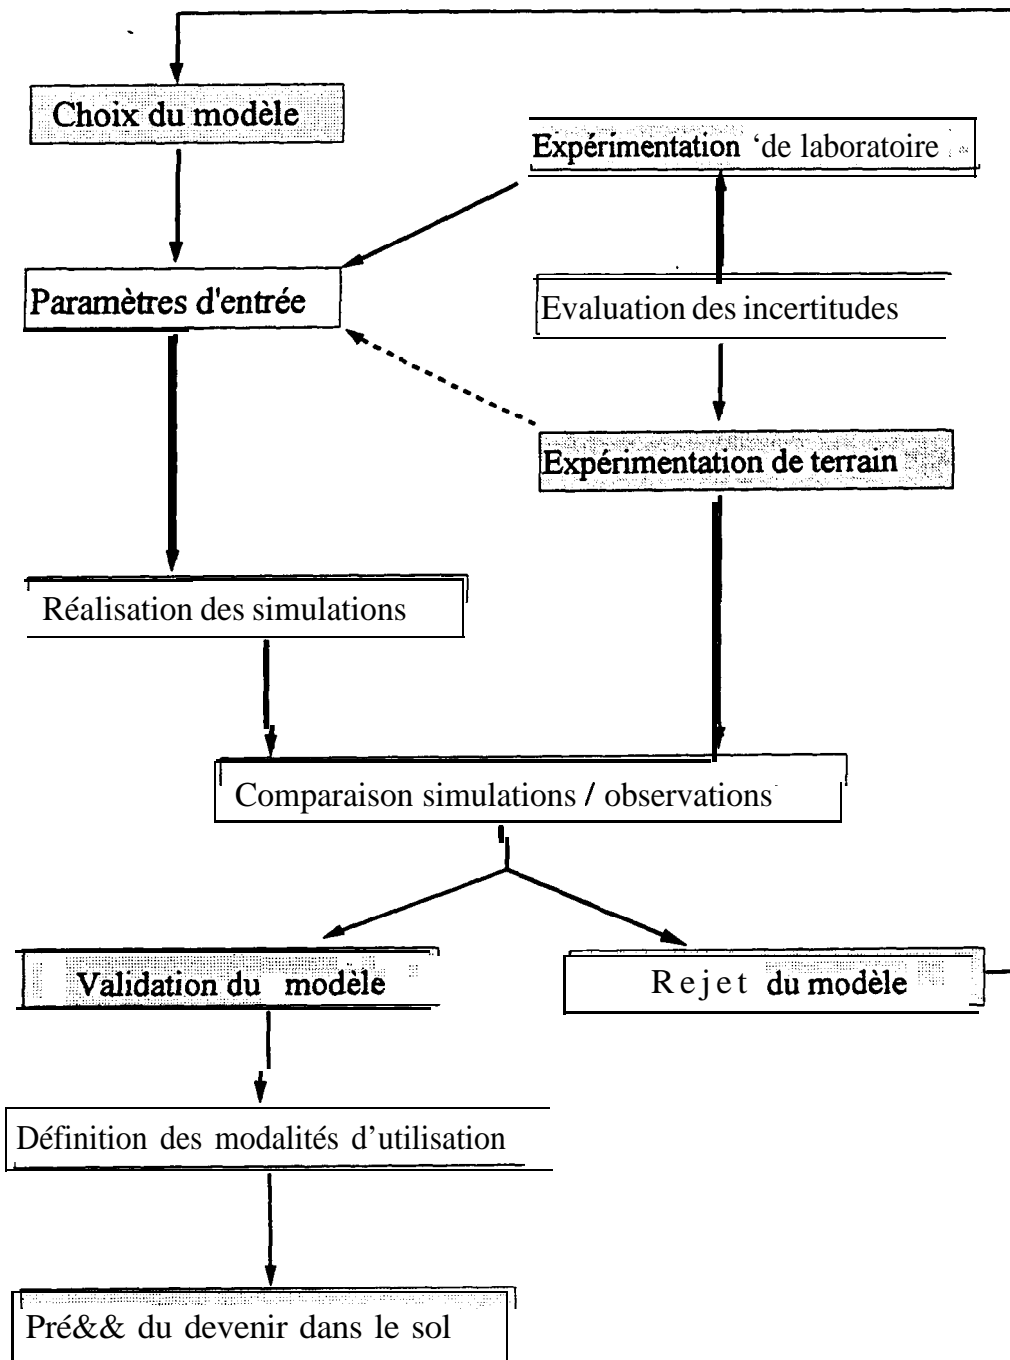 Choix du modèle
Expérimentation ‘de laboratoire
Paramètres d'entrée
Evaluation des incertitudes
Expérimentation de terrain
Réalisation des simulations
Comparaison simulations / observations
Validation du modèle
Rejet du modèle
Définition des modalités d’utilisation
Pré&& du devenir dans le sol